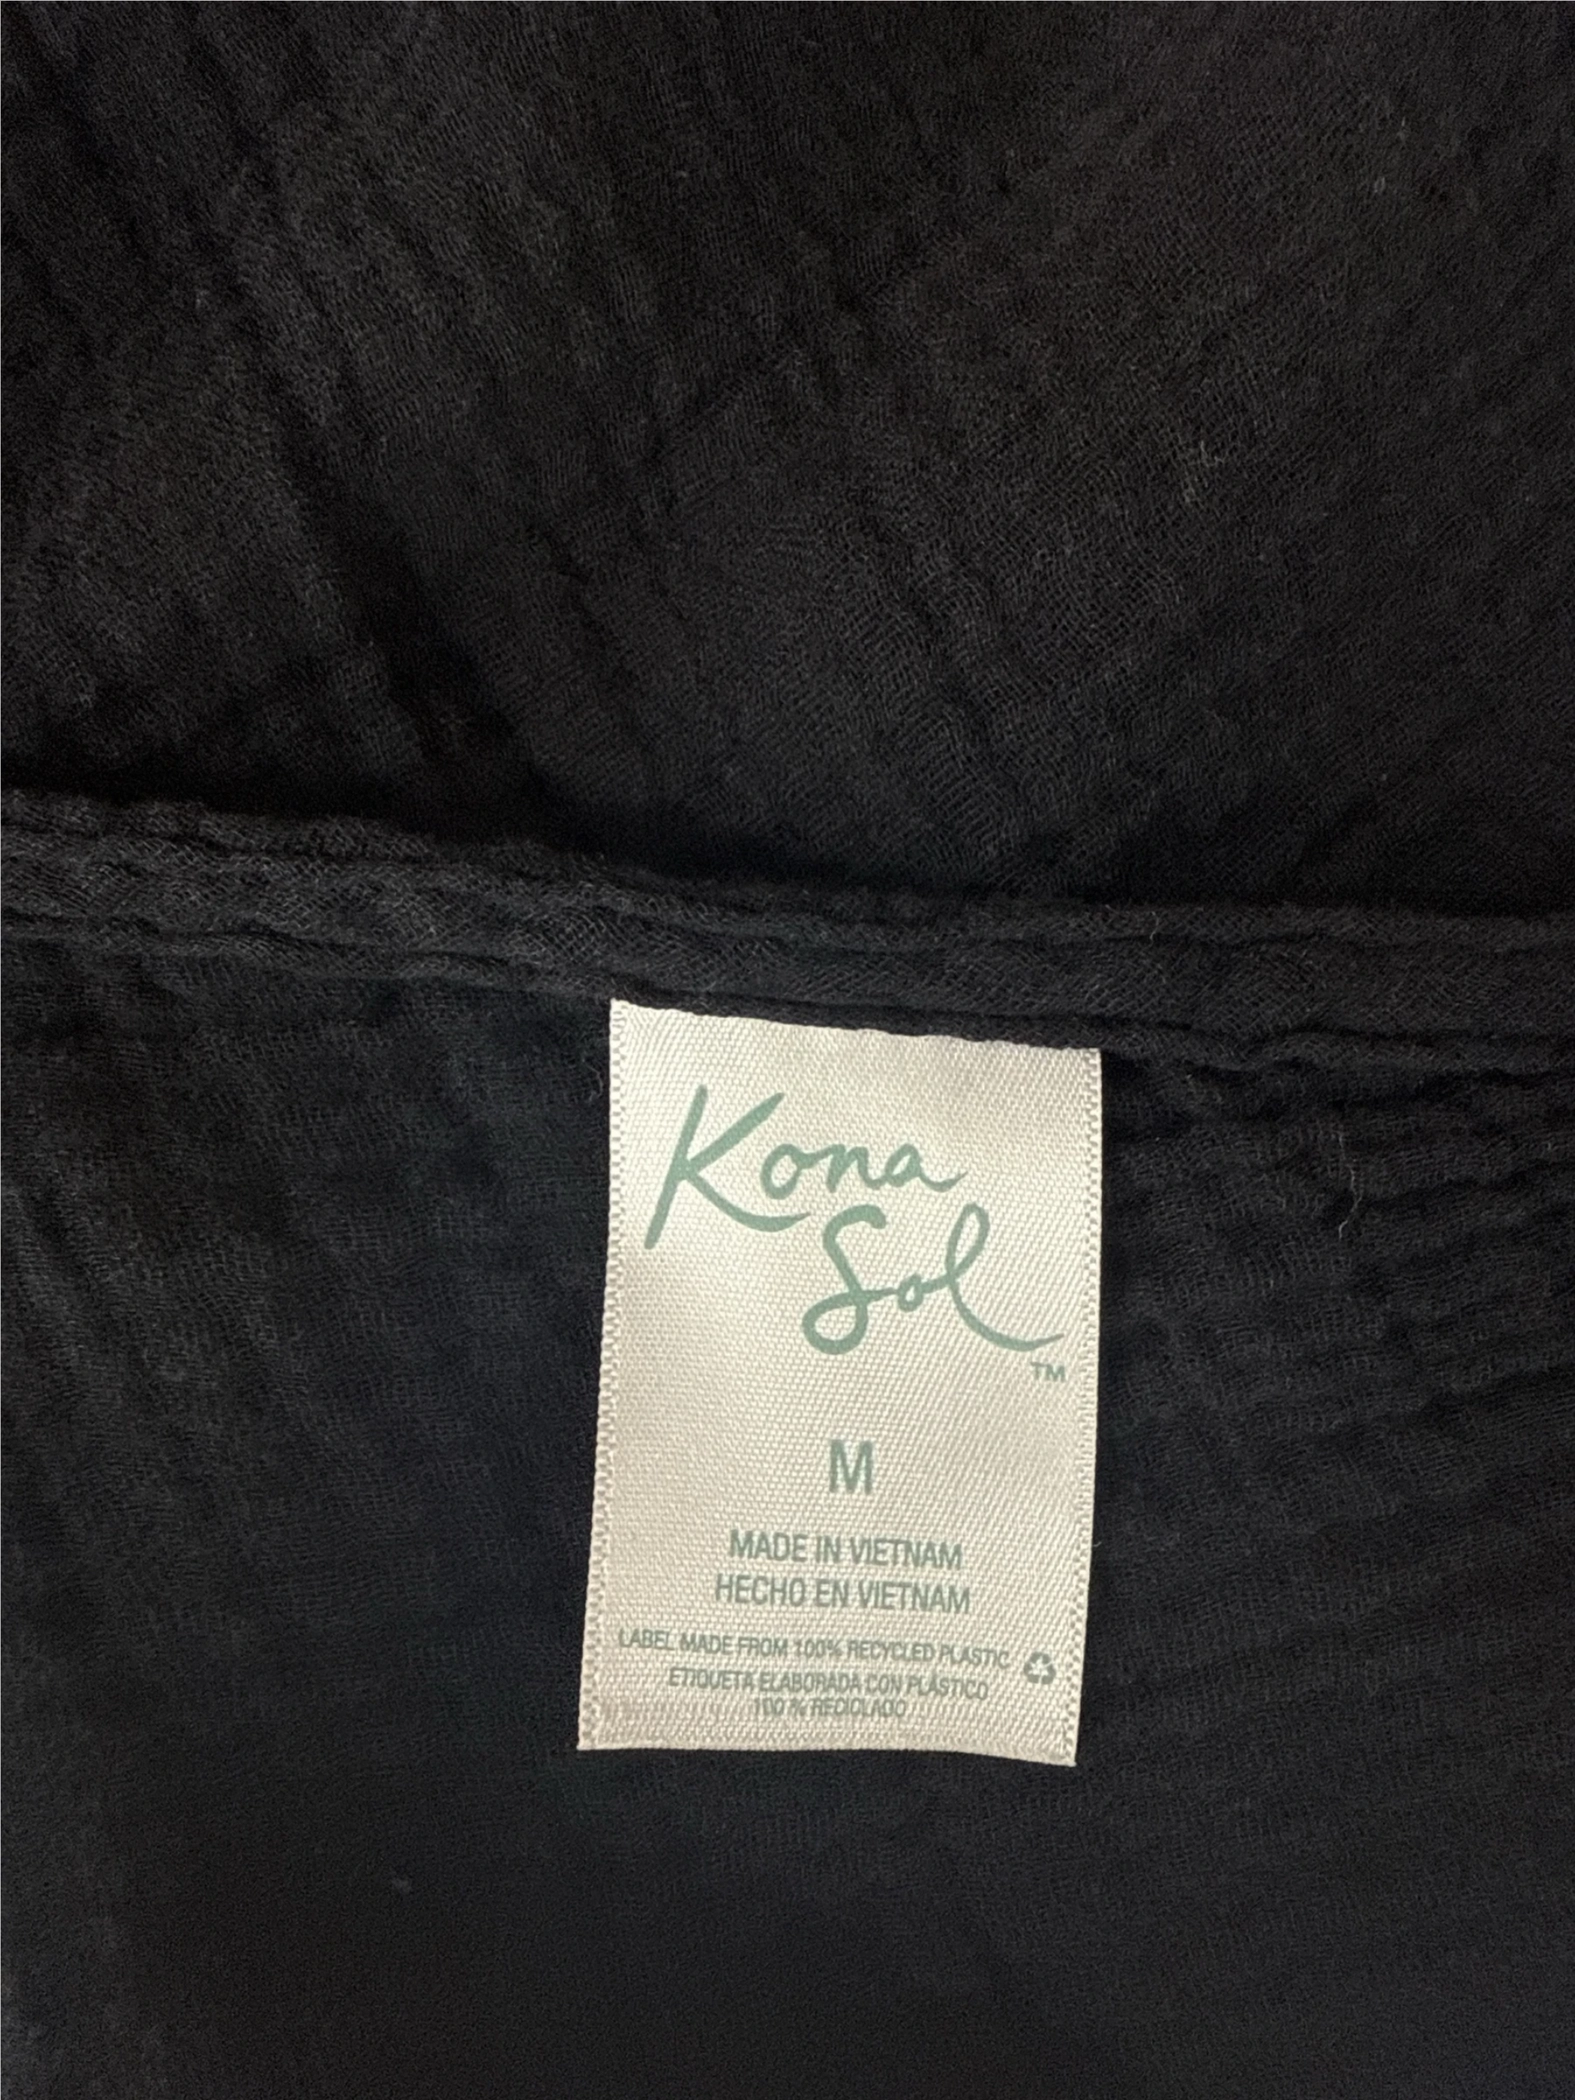 Kona
Sol
TM
M
MADE IN VIETNAM
HECHO EN VIETNAM
LABEL MADE FROM 100% RECYCLED PLASTIC
ETIQUETA ELABORADA CON PLÁSTICO
100 % RECICLADO